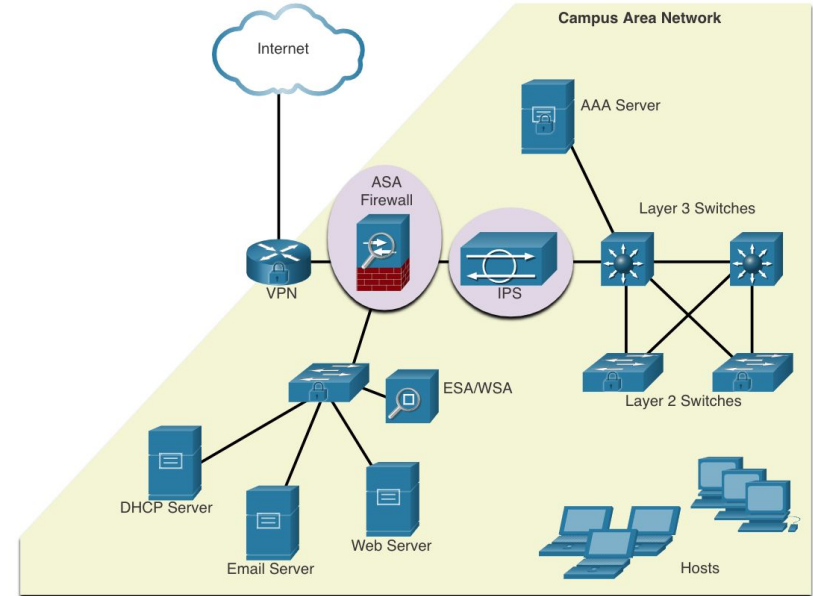 Campus Area Network
Internet
AAA Server
ASA
Firewall
Layer 3 Switches
VPN
IPS
ESA/WSA
Layer 2 Switches
DHCP Server
Web Server
Email Server
Hosts